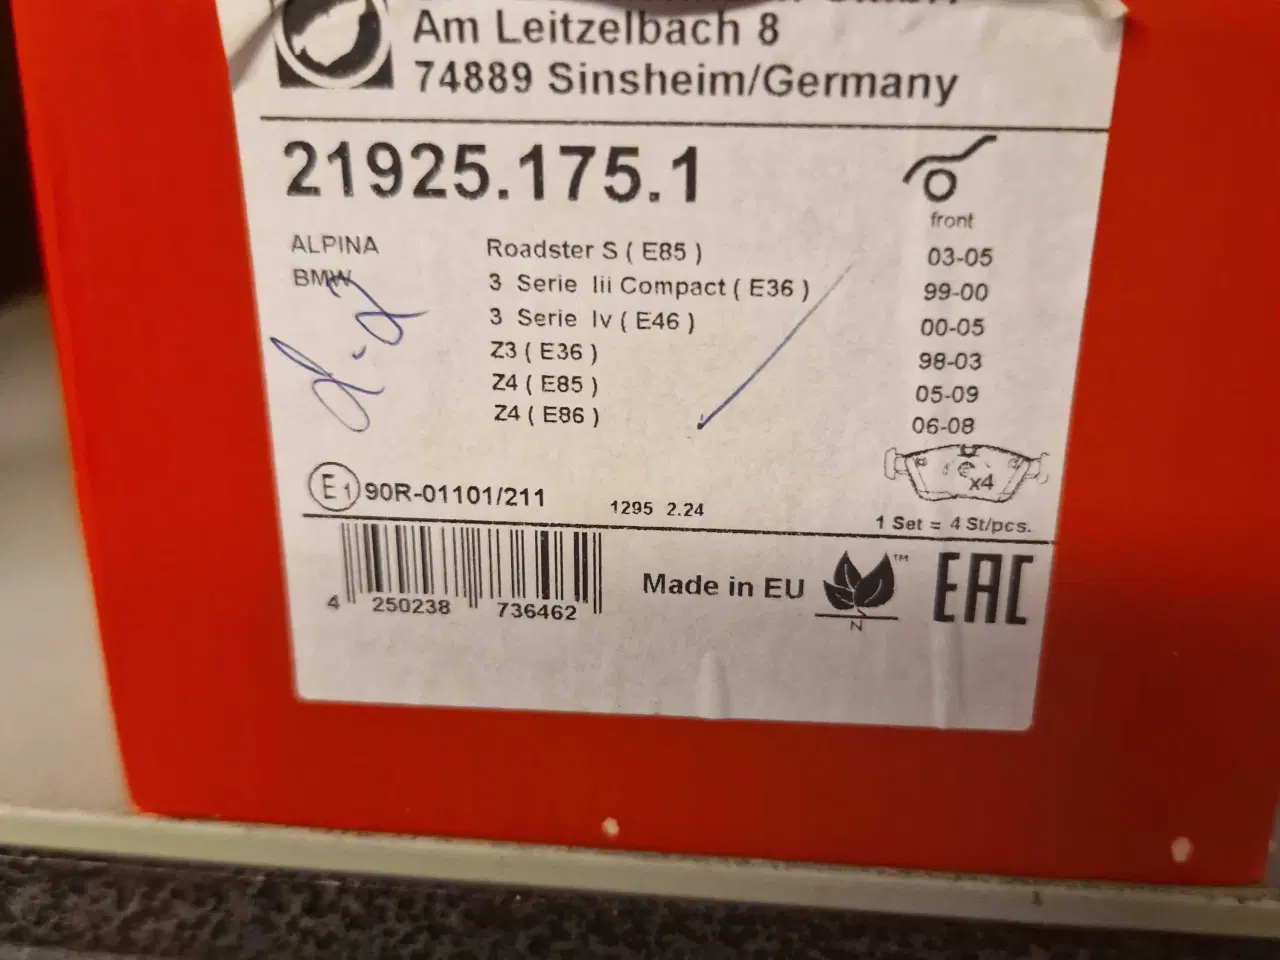 Am Leitzelbach 8
74889 Sinsheim/Germany
21925.175.1
front
ALPINA Roadster S ( E85 ) 03-05
BMW 3 Serie Iii Compact ( E36 ) 99-00
3 Serie Iv ( E46 ) 00-05
Z3 ( E36 ) 98-03
Z4 ( E85 ) 05-09
Z4 ( E86 ) 06-08
x4
E1 90R-01101/211 1295 2.24 1 Set = 4 St/pcs.
4 250238 736462 Made in EU ™ N EAC